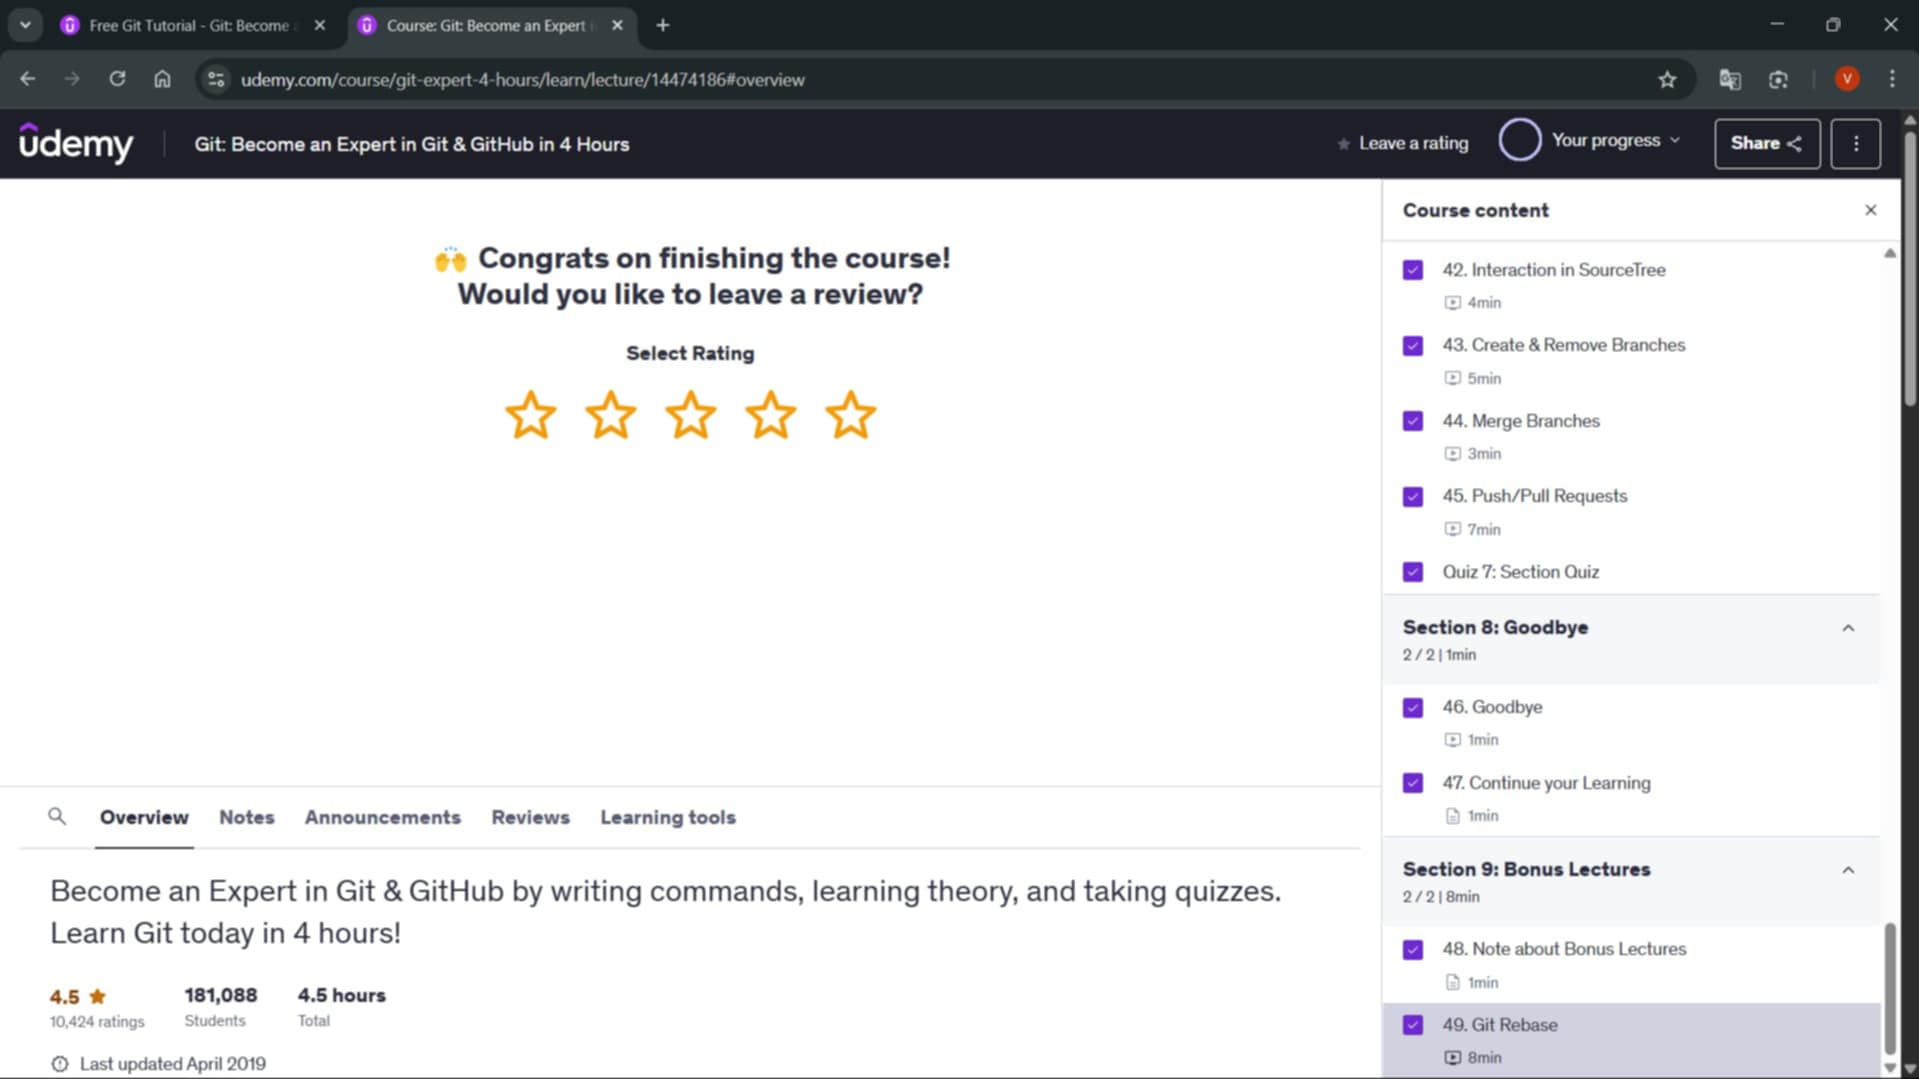 Free Git Tutorial - Git: Become
Course: Git: Become an Expert
udemy.com/course/git-expert-4-hours/learn/lecture/14474186#overview
V
ûdemy
Git: Become an Expert in Git & GitHub in 4 Hours
Leave a rating
Your progress
Share
Congrats on finishing the course!
Would you like to leave a review?
Select Rating
Overview
Notes
Announcements
Reviews
Learning tools
Become an Expert in Git & GitHub by writing commands, learning theory, and taking quizzes.
Learn Git today in 4 hours!
4.5
10,424 ratings
181,088
Students
4.5 hours
Total
Last updated April 2019
Course content
42. Interaction in SourceTree
4min
43. Create & Remove Branches
5min
44. Merge Branches
3min
45. Push/Pull Requests
7min
Quiz 7: Section Quiz
Section 8: Goodbye
2 / 2 | 1min
46. Goodbye
1min
47. Continue your Learning
1min
Section 9: Bonus Lectures
2 / 2 | 8min
48. Note about Bonus Lectures
1min
49. Git Rebase
8min